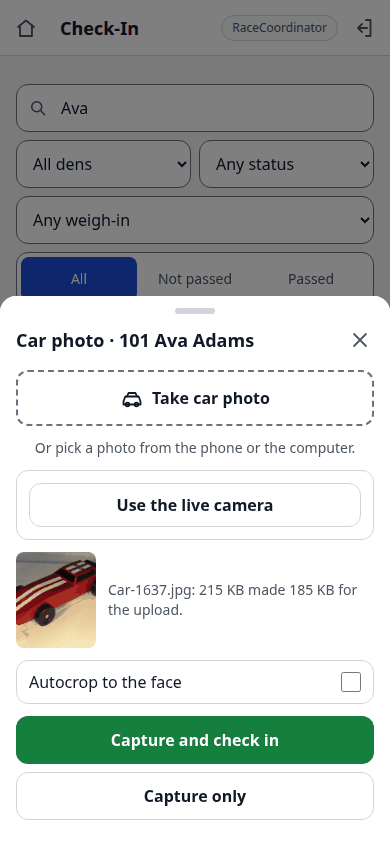 Check-In
RaceCoordinator
Ava
All dens
Any status
Any weigh-in
All
Not passed
Passed
Car photo · 101 Ava Adams
Take car photo
Or pick a photo from the phone or the computer.
Use the live camera
Car-1637.jpg: 215 KB made 185 KB for
the upload.
Autocrop to the face
Capture and check in
Capture only